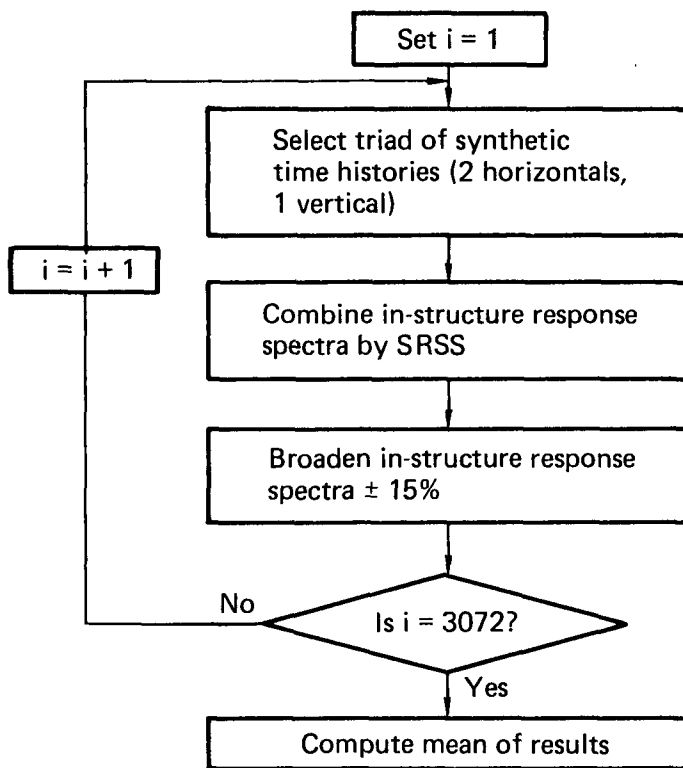 Set i = 1
Select triad of synthetic
time histories (2 horizontals,
1 vertical)
i = i + 1
Combine in-structure response
spectra by SRSS
Broaden in-structure response
spectra ± 15%
No
Is i = 3072?
Yes
Compute mean of results